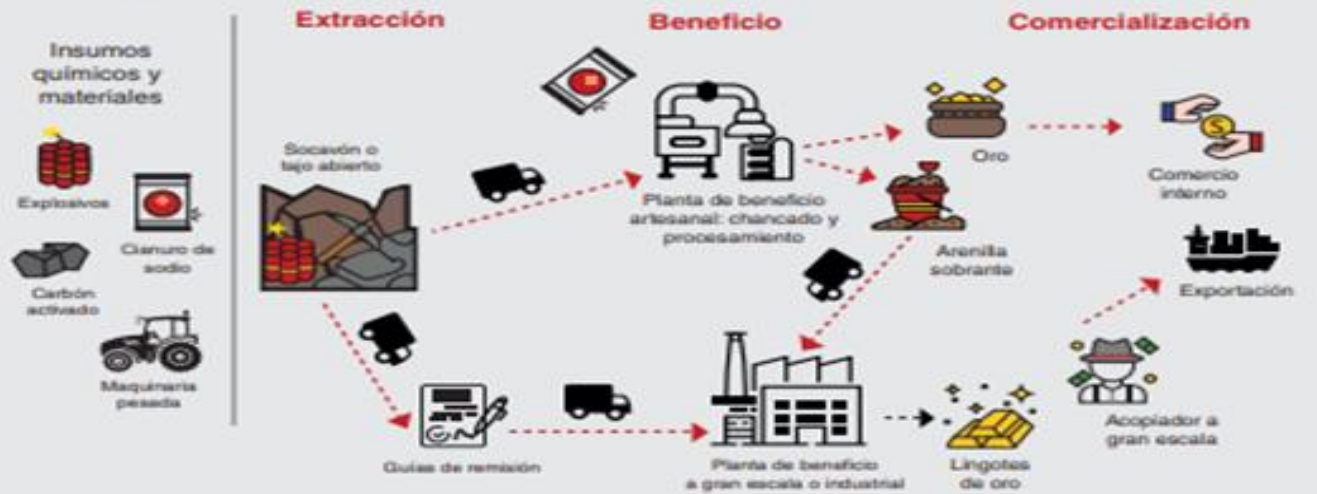 Extracción
Beneficio
Comercialización
Insumos
químicos y
materiales
Explosivos
Cianuro de
sodio
Carbón
activado
Maquinaria
pesada
Socavón o
tajo abierto
Guías de remisión
Planta de beneficio
artesanal: chancado y
procesamiento
Planta de beneficio
a gran escala o industrial
Oro
Arenilla
sobrante
Lingotes
de oro
Comercio
interno
Exportación
Acopiador a
gran escala